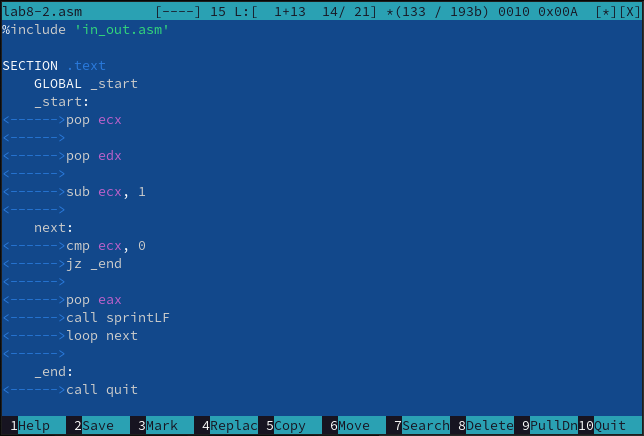 lab8-2.asm [----] 15 L:[ 1+13 14/ 21] *(133 / 193b) 0010 0x00A [*][X]
%include 'in_out.asm'
SECTION .text
GLOBAL _start
_start:
<------>pop ecx
<------>
<------>pop edx
<------>
<------>sub ecx, 1
<------>
next:
<------>cmp ecx, 0
<------>jz _end
<------>
<------>pop eax
<------>call sprintLF
<------>loop next
<------>
_end:
<------>call quit
1Help 2Save 3Mark 4Replac 5Copy 6Move 7Search 8Delete 9PullDn 10Quit